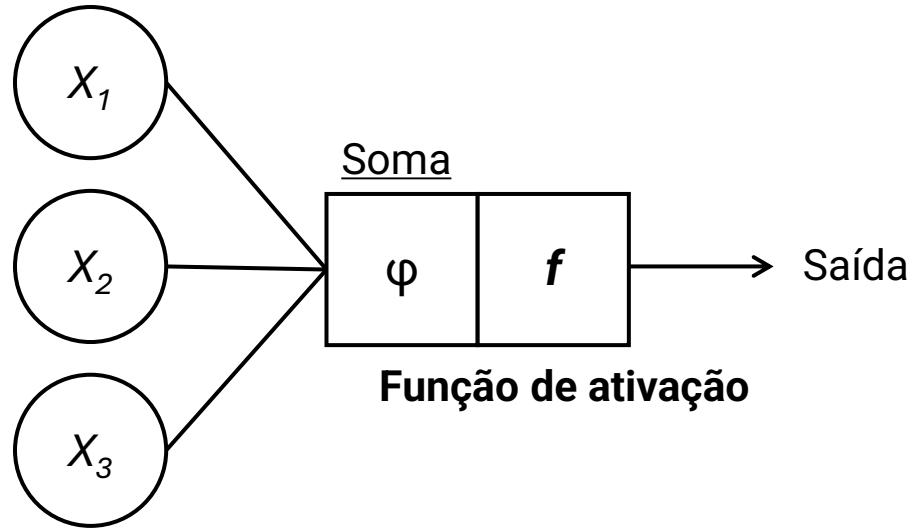 X1
Soma
X2
φ
f
Saída
Função de ativação
X3